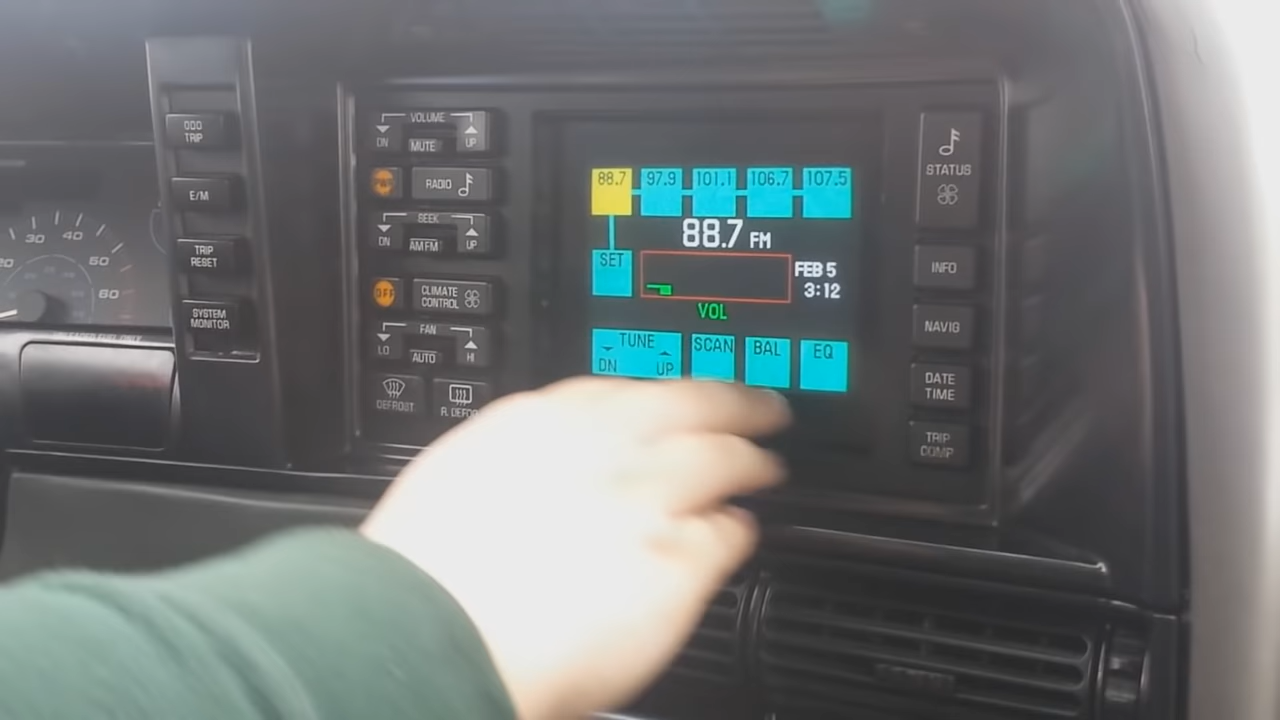 ODO
TRIP
E/M
TRIP
RESET
SYSTEM
MONITOR
30 40
20 50
60
VOLUME
DN MUTE UP
RADIO
SEEK
DN AM FM UP
OFF CLIMATE
CONTROL
FAN
LO AUTO HI
DEFROST
88.7 97.9 101.1 106.7 107.5
88.7 FM
SET
FEB 5
3:12
VOL
TUNE SCAN BAL EQ
DN UP
STATUS
INFO
NAVIG
DATE
TIME
TRIP
COMP